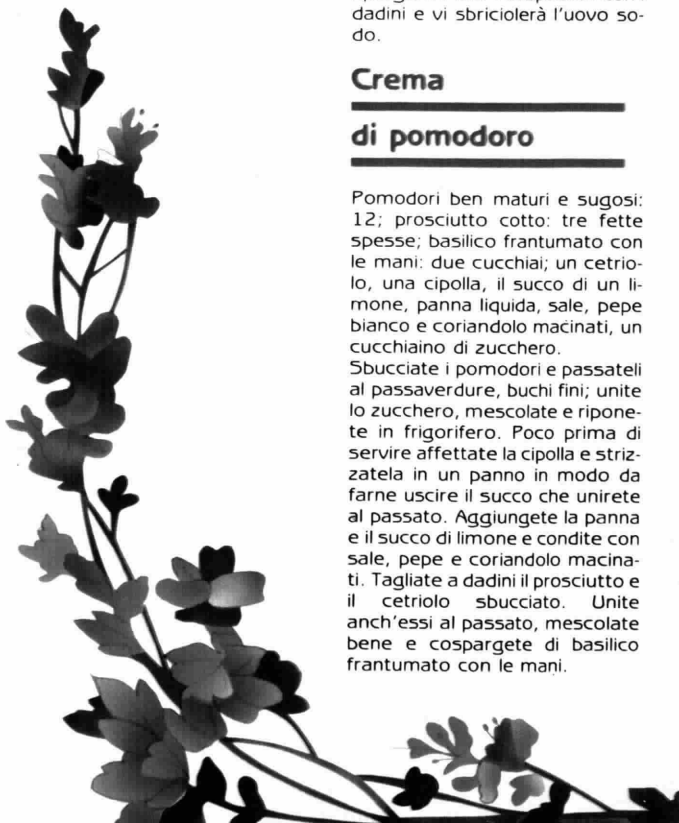 dadini e vi sbriciolerà l'uovo so-
do.
Crema
di pomodoro
Pomodori ben maturi e sugosi:
12; prosciutto cotto: tre fette
spesse; basilico frantumato con
le mani: due cucchiai; un cetrio-
lo, una cipolla, il succo di un li-
mone, panna liquida, sale, pepe
bianco e coriandolo macinati, un
cucchiaino di zucchero.
Sbucciate i pomodori e passateli
al passaverdure, buchi fini; unite
lo zucchero, mescolate e ripone-
te in frigorifero. Poco prima di
servire affettate la cipolla e striz-
zatela in un panno in modo da
farne uscire il succo che unirete
al passato. Aggiungete la panna
e il succo di limone e condite con
sale, pepe e coriandolo macina-
ti. Tagliate a dadini il prosciutto e
il cetriolo sbucciato. Unite
anch'essi al passato, mescolate
bene e cospargete di basilico
frantumato con le mani.